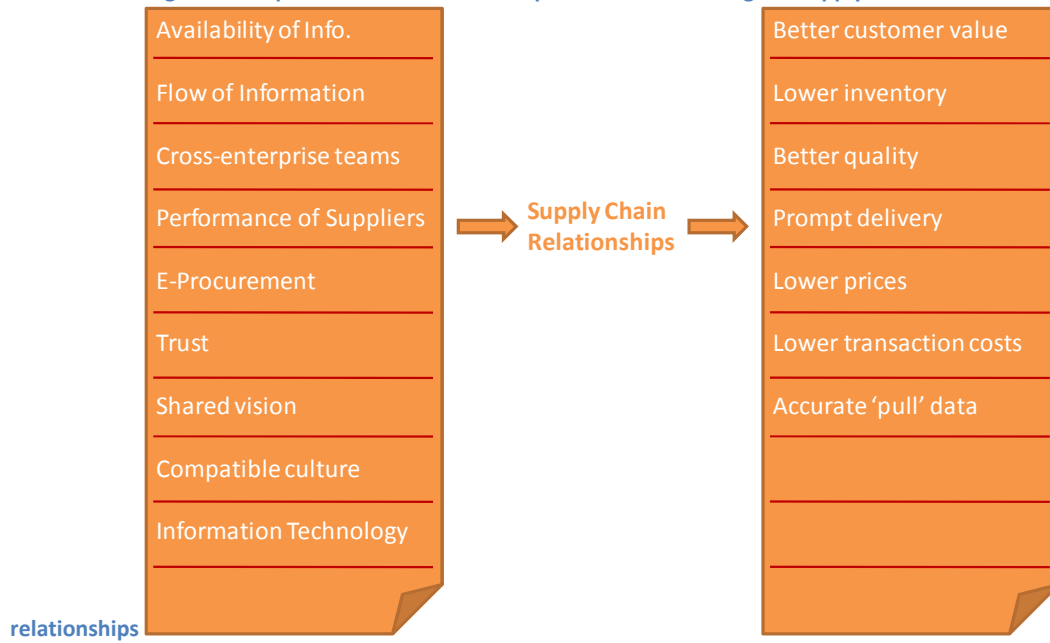 Availability of Info.
Flow of Information
Cross-enterprise teams
Performance of Suppliers
E-Procurement
Trust
Shared vision
Compatible culture
Information Technology
Supply Chain
Relationships
Better customer value
Lower inventory
Better quality
Prompt delivery
Lower prices
Lower transaction costs
Accurate ‘pull’ data
relationships